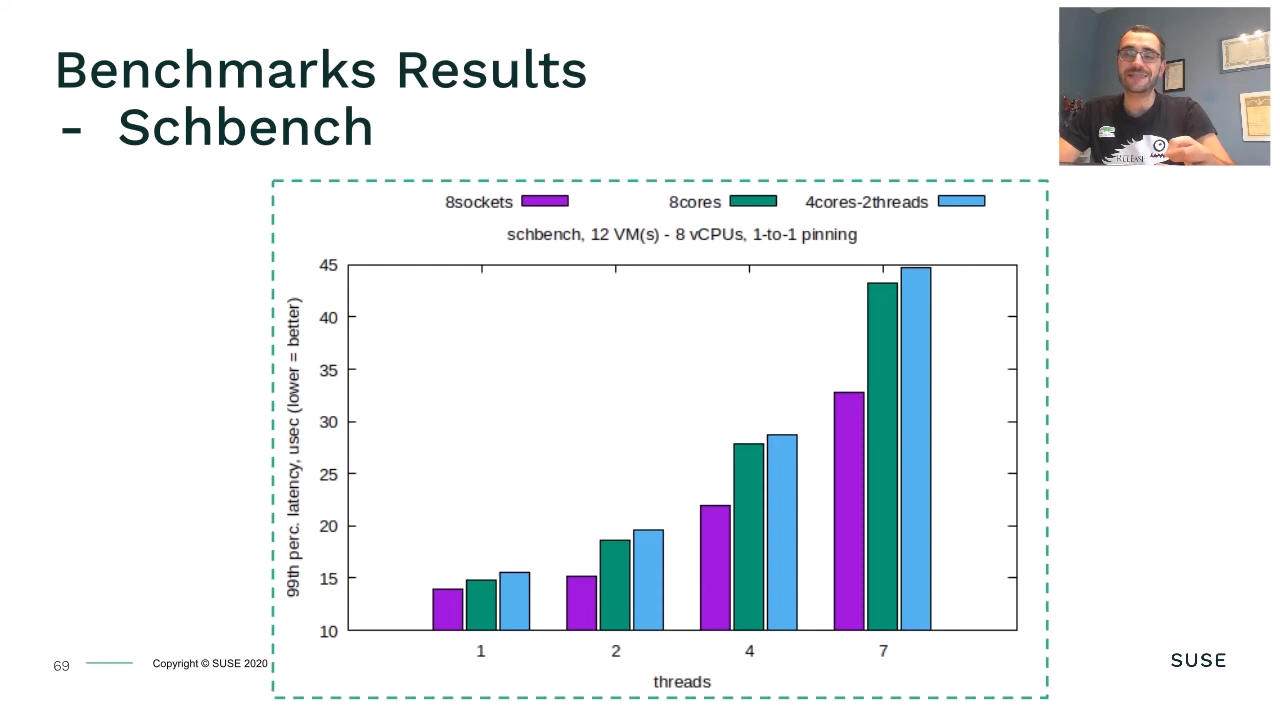 Benchmarks Results
- Schbench
8sockets 8cores 4cores-2threads
schbench, 12 VM(s) - 8 vCPUs, 1-to-1 pinning
99th perc. latency, usec (lower = better)
45
40
35
30
25
20
15
10
1 2 4 7
threads
RELEASE
69 Copyright © SUSE 2020
SUSE